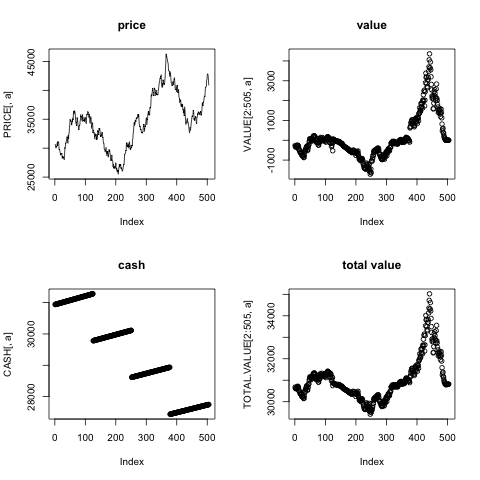 price
PRICE[, a]
25000 35000 45000
0 100 200 300 400 500
Index
value
VALUE[2:505, a]
-1000 1000 3000
0 100 200 300 400 500
Index
cash
CASH[, a]
28000 30000
0 100 200 300 400 500
Index
total value
TOTAL.VALUE[2:505, a]
30000 32000 34000
0 100 200 300 400 500
Index